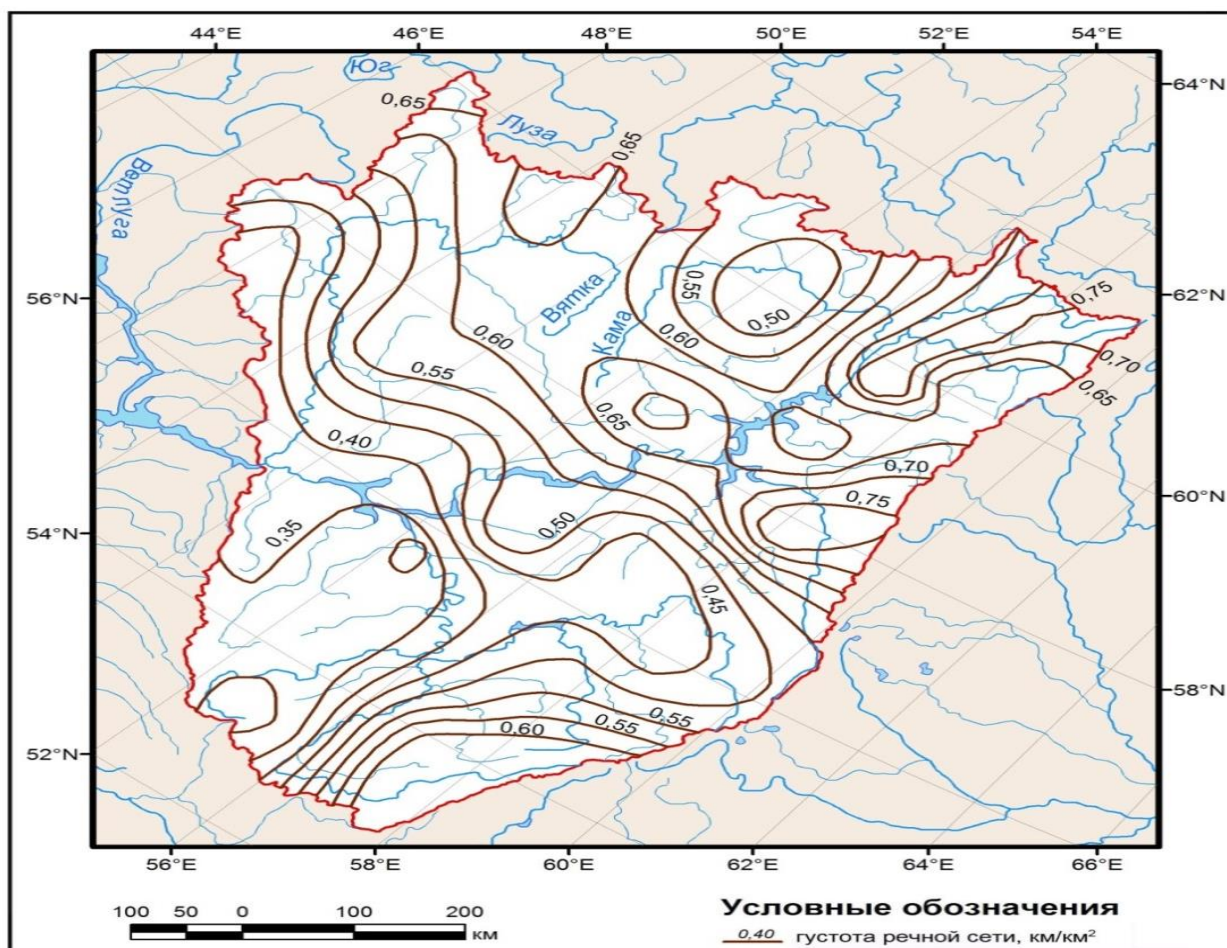 44°E 46°E 48°E 50°E 52°E 54°E
64°N
Юг
0,65
Луза
0,65
Ветлуга
56°N
62°N
Вятка
Кама
0,55
0,50
0,75
0,60
0,60
0,70
0,55
0,65
0,65
0,40
0,70
0,75
60°N
54°N
0,35
0,50
0,45
58°N
0,55
0,55
0,60
52°N
56°E 58°E 60°E 62°E 64°E 66°E
100 50 0 100 200
км
Условные обозначения
0,40 густота речной сети, км/км²